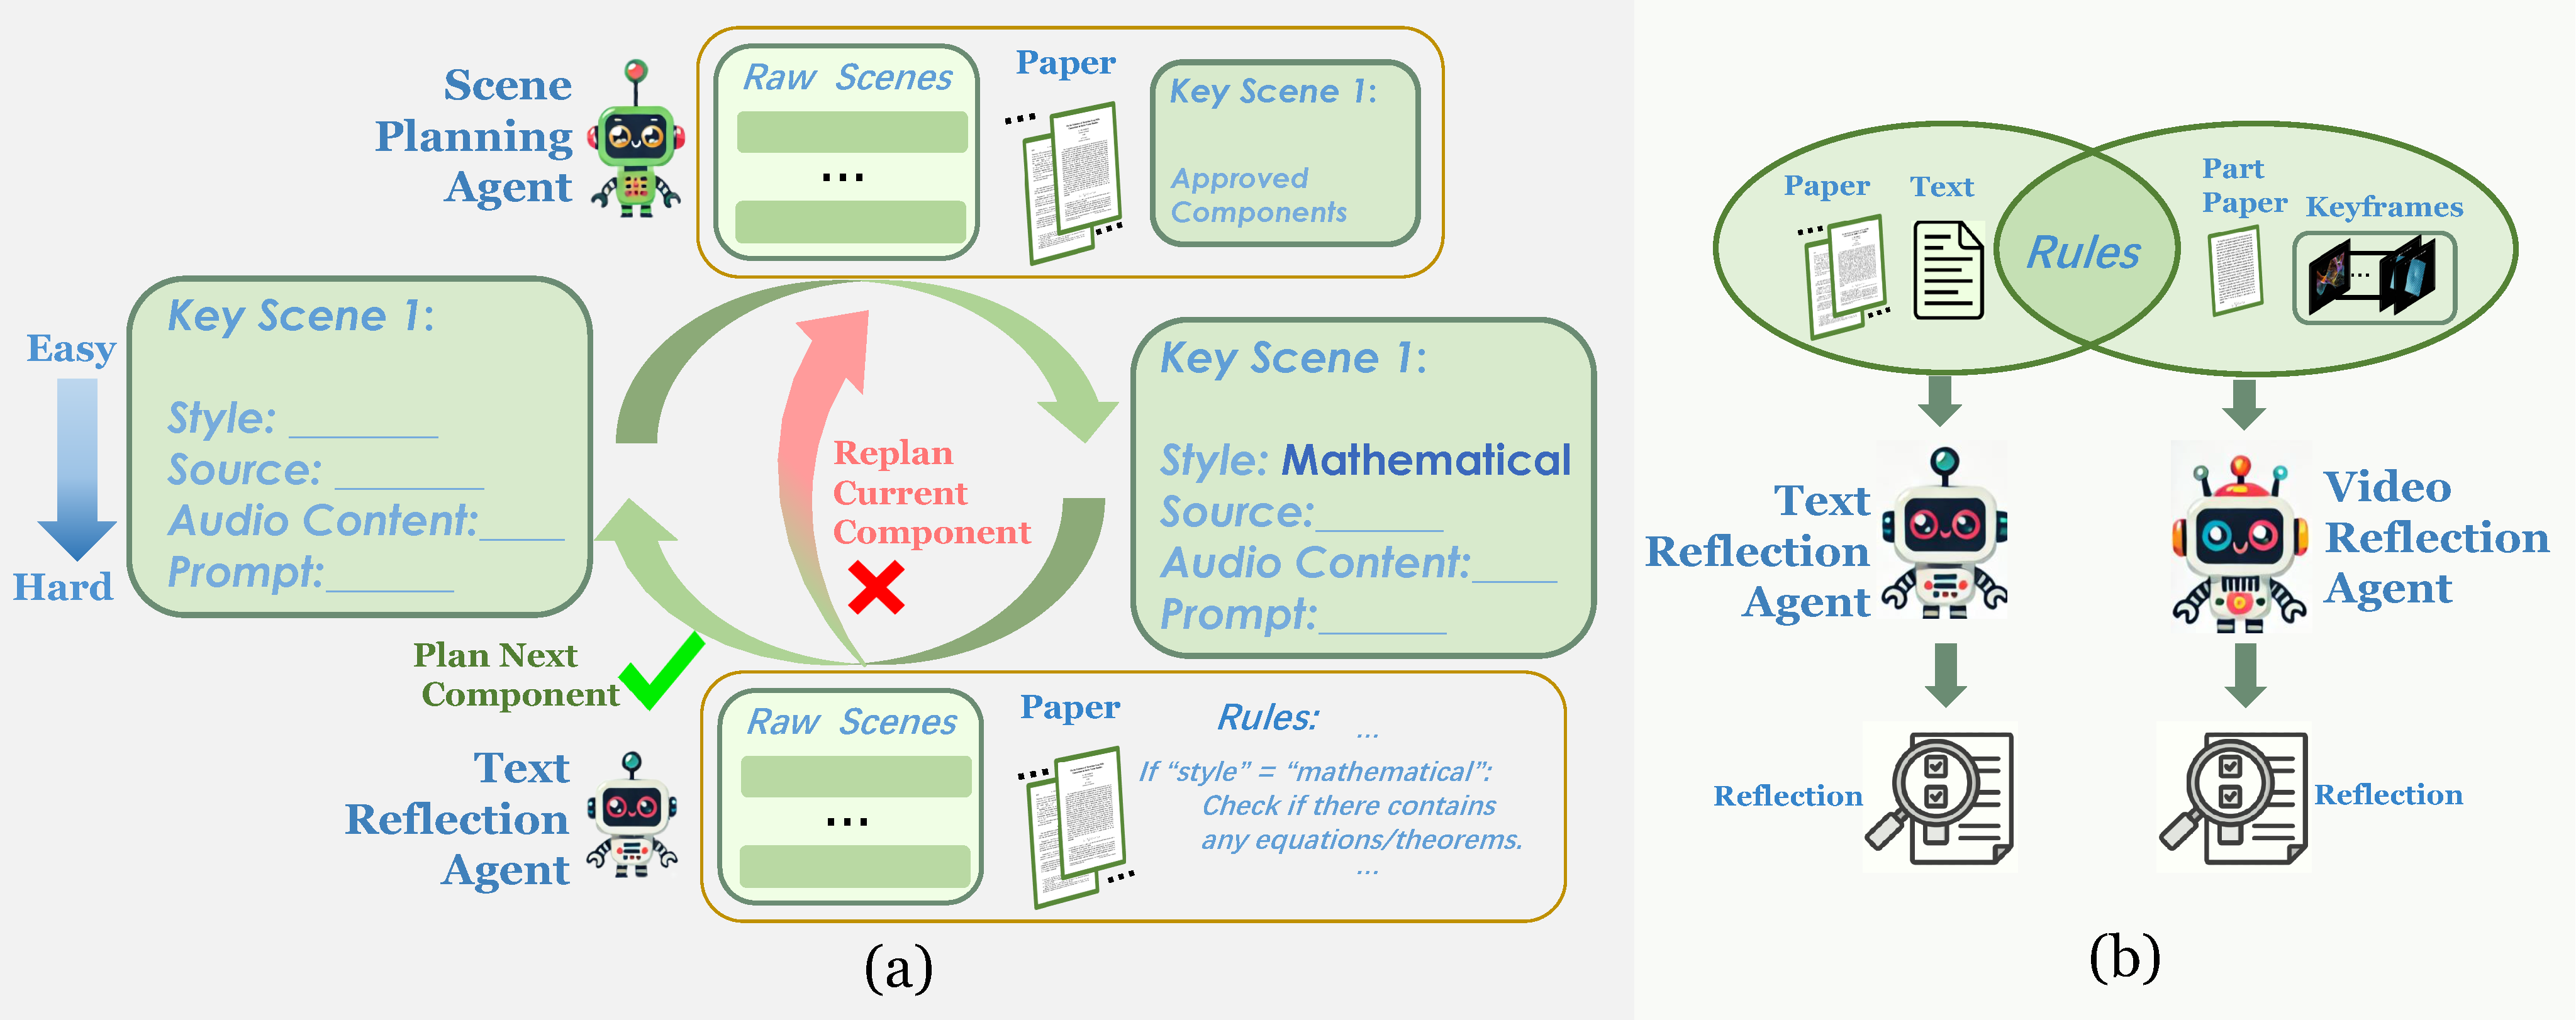 Scene
Planning
Agent
Raw Scenes
...
Paper
...
...
Key Scene 1:
Approved
Components
Easy
Hard
Key Scene 1:
Style: ________
Source: ________
Audio Content:____
Prompt:______
Replan
Current
Component
Key Scene 1:
Style: Mathematical
Source:______
Audio Content:____
Prompt:______
Plan Next
Component
Text
Reflection
Agent
Raw Scenes
...
Paper
...
...
Rules:
...
If “style” = “mathematical”:
Check if there contains
any equations/theorems.
...
(a)
Paper
...
...
Text
Rules
Part
Paper
Keyframes
...
Text
Reflection
Agent
Video
Reflection
Agent
Reflection
Reflection
(b)